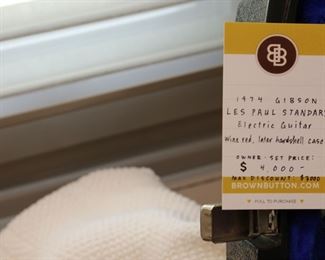 BB
1974 GIBSON
LES PAUL STANDARD
Electric Guitar
Wine red, later hardshell case
OWNER-SET PRICE:
$ 4,000-
MAX DISCOUNT: $3000
BROWNBUTTON.COM
PULL TO PURCHASE